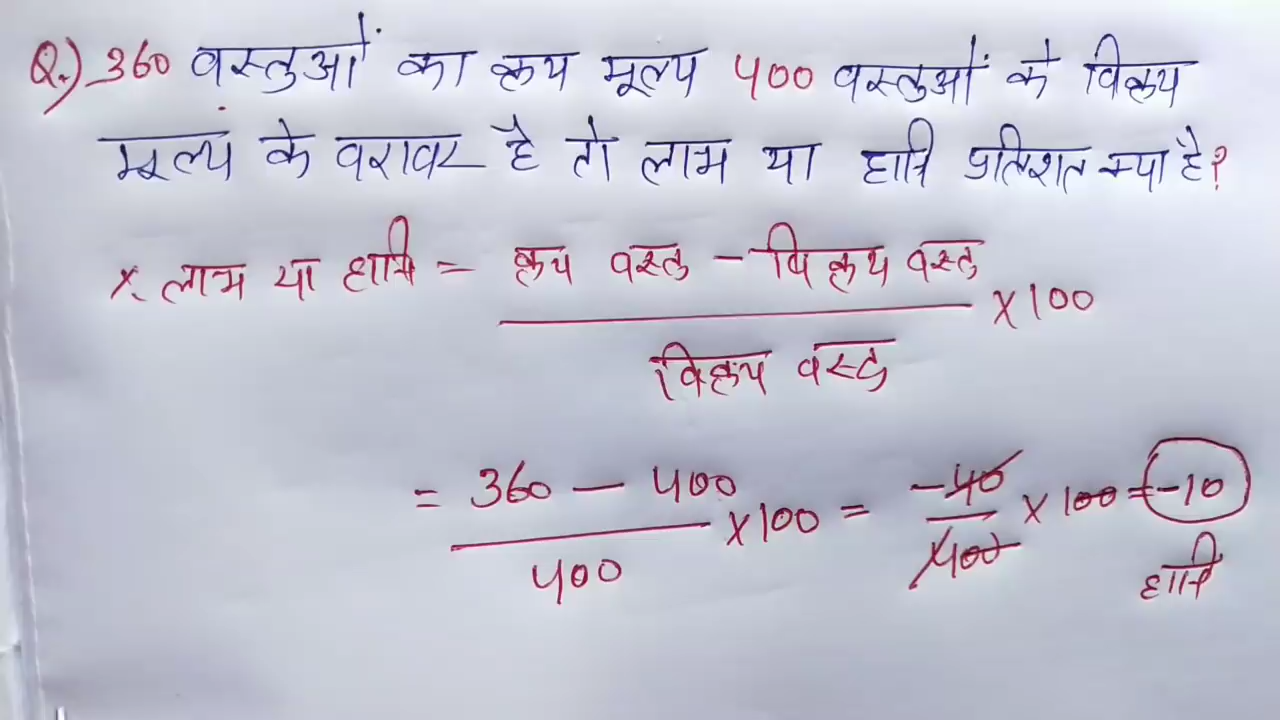 Q.) 360 वस्तुओं का क्रय मूल्य 400 वस्तुओं के विक्रय
मूल्य के बराबर है तो लाभ या हानि प्रतिशत क्या है?
%. लाभ या हानि = क्रय वस्तु - विक्रय वस्तु
× 100
विक्रय वस्तु
= 360 - 400
× 100 = -40 × 100 = -10
400 400
हानि